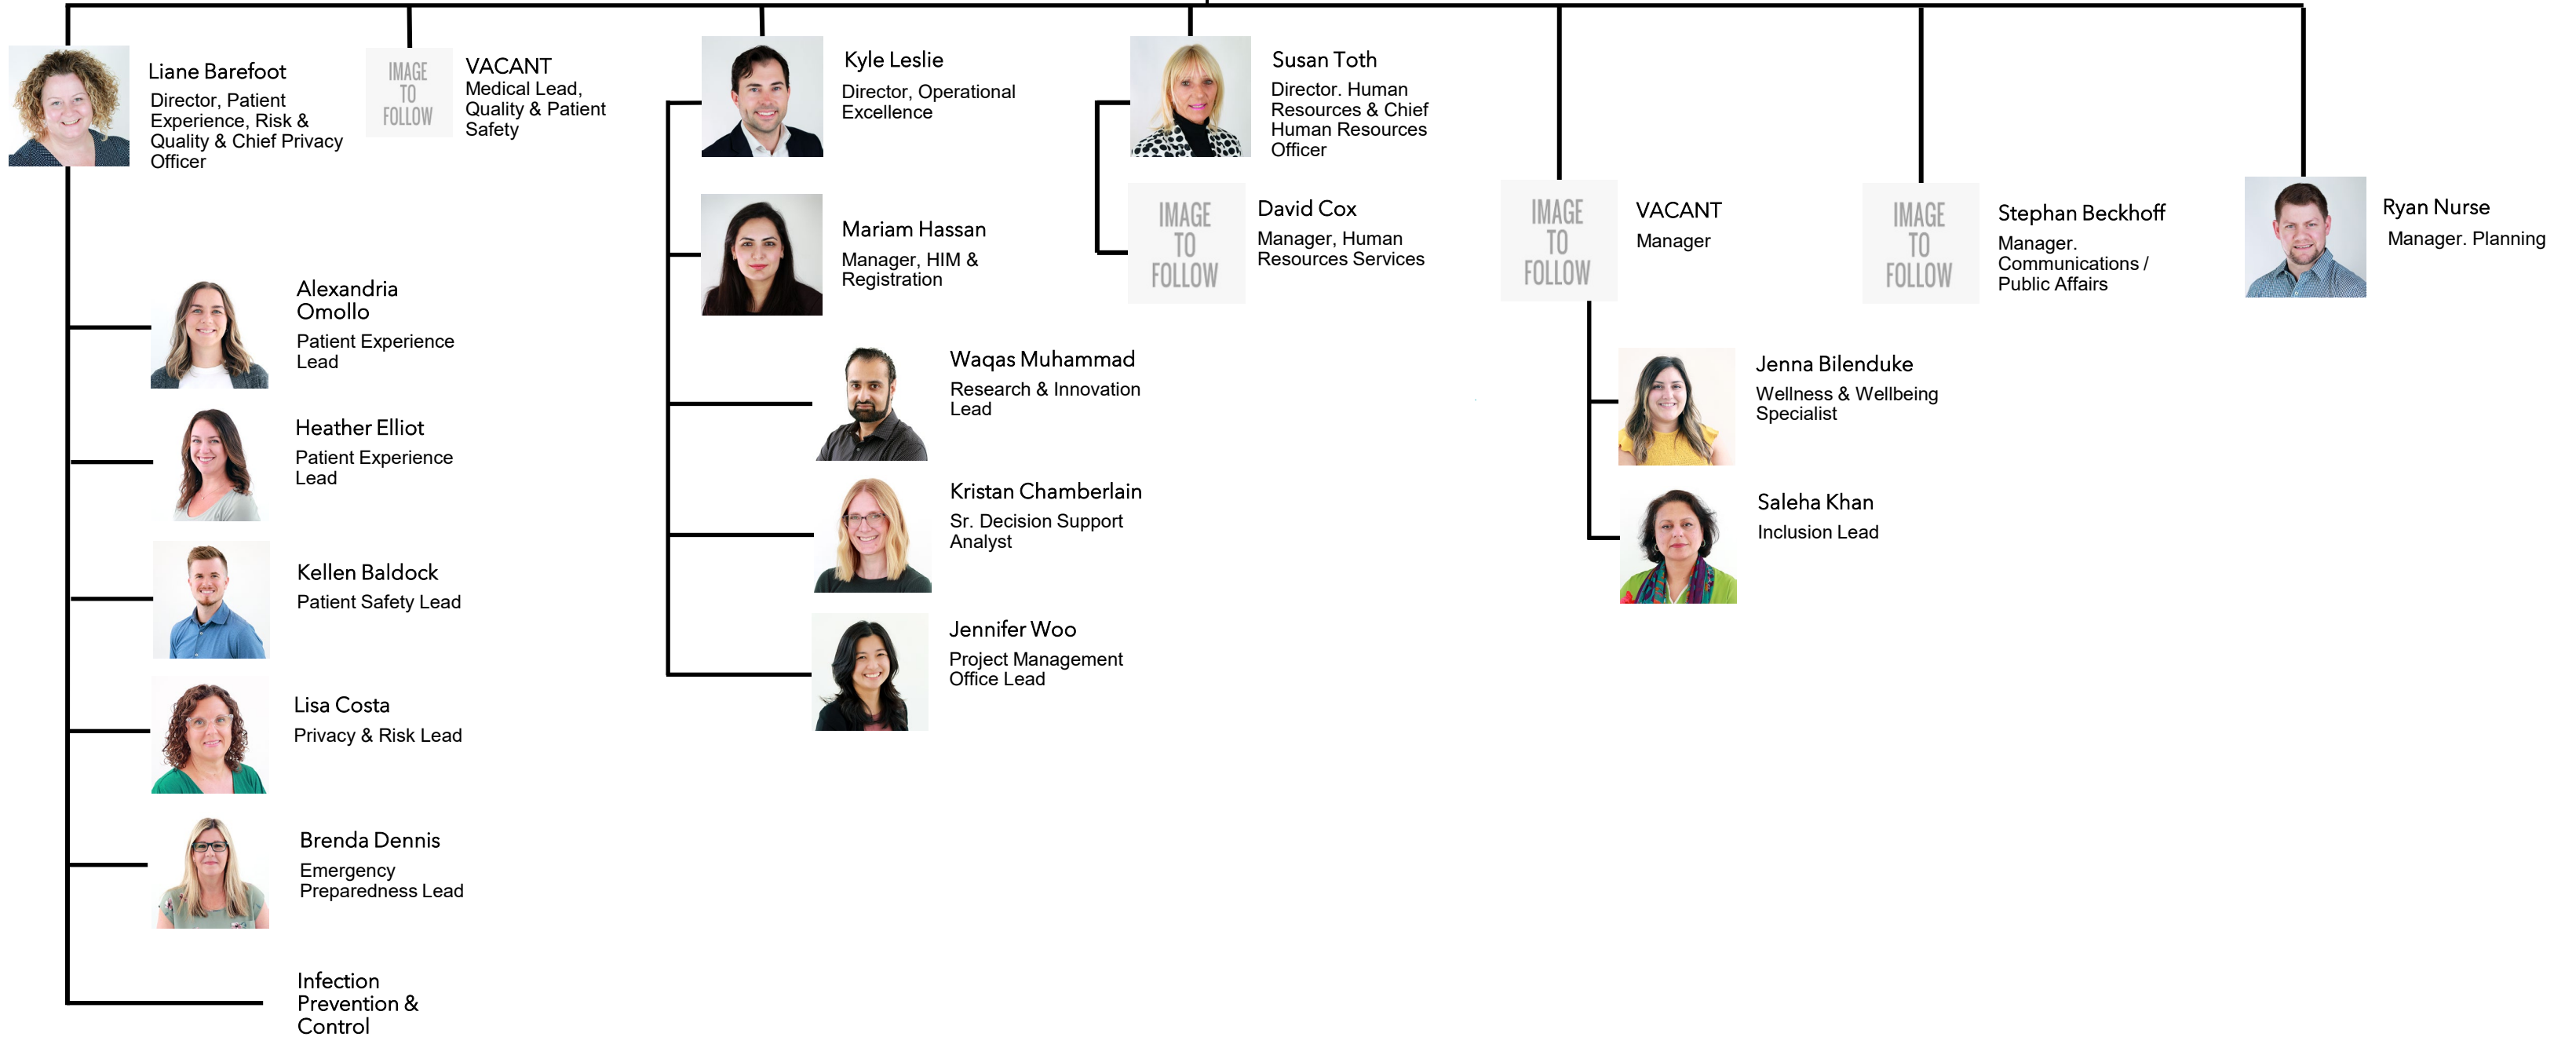 Liane Barefoot
Director, Patient
Experience, Risk &
Quality & Chief Privacy
Officer
IMAGE
TO
FOLLOW
VACANT
Medical Lead,
Quality & Patient
Safety
Kyle Leslie
Director, Operational
Excellence
Susan Toth
Director. Human
Resources & Chief
Human Resources
Officer
Mariam Hassan
Manager, HIM &
Registration
IMAGE
TO
FOLLOW
David Cox
Manager, Human
Resources Services
IMAGE
TO
FOLLOW
VACANT
Manager
IMAGE
TO
FOLLOW
Stephan Beckhoff
Manager.
Communications /
Public Affairs
Ryan Nurse
Manager. Planning
Alexandria
Omollo
Patient Experience
Lead
Heather Elliot
Patient Experience
Lead
Kellen Baldock
Patient Safety Lead
Lisa Costa
Privacy & Risk Lead
Brenda Dennis
Emergency
Preparedness Lead
Infection
Prevention &
Control
Waqas Muhammad
Research & Innovation
Lead
Kristan Chamberlain
Sr. Decision Support
Analyst
Jennifer Woo
Project Management
Office Lead
Jenna Bilenduke
Wellness & Wellbeing
Specialist
Saleha Khan
Inclusion Lead